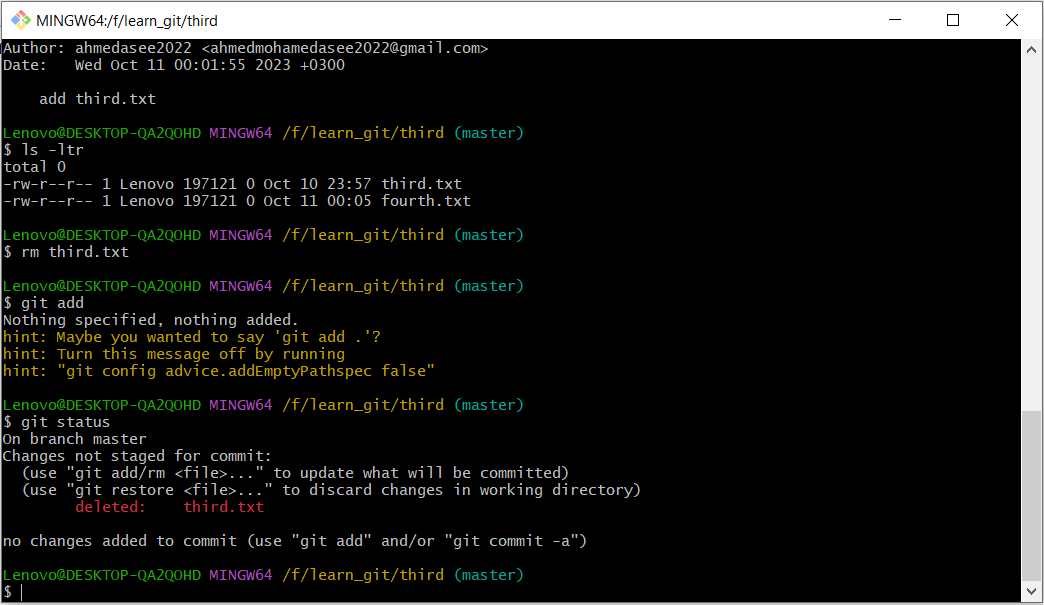 MINGW64:/f/learn_git/third
Author: ahmedasee2022 <ahmedmohamedasee2022@gmail.com>
Date:   Wed Oct 11 00:01:55 2023 +0300
    add third.txt
Lenovo@DESKTOP-QA2QOHD MINGW64 /f/learn_git/third (master)
$ ls -ltr
total 0
-rw-r--r-- 1 Lenovo 197121 0 Oct 10 23:57 third.txt
-rw-r--r-- 1 Lenovo 197121 0 Oct 11 00:05 fourth.txt
Lenovo@DESKTOP-QA2QOHD MINGW64 /f/learn_git/third (master)
$ rm third.txt
Lenovo@DESKTOP-QA2QOHD MINGW64 /f/learn_git/third (master)
$ git add
Nothing specified, nothing added.
hint: Maybe you wanted to say 'git add .'?
hint: Turn this message off by running
hint: "git config advice.addEmptyPathspec false"
Lenovo@DESKTOP-QA2QOHD MINGW64 /f/learn_git/third (master)
$ git status
On branch master
Changes not staged for commit:
  (use "git add/rm <file>..." to update what will be committed)
  (use "git restore <file>..." to discard changes in working directory)
        deleted:    third.txt
no changes added to commit (use "git add" and/or "git commit -a")
Lenovo@DESKTOP-QA2QOHD MINGW64 /f/learn_git/third (master)
$